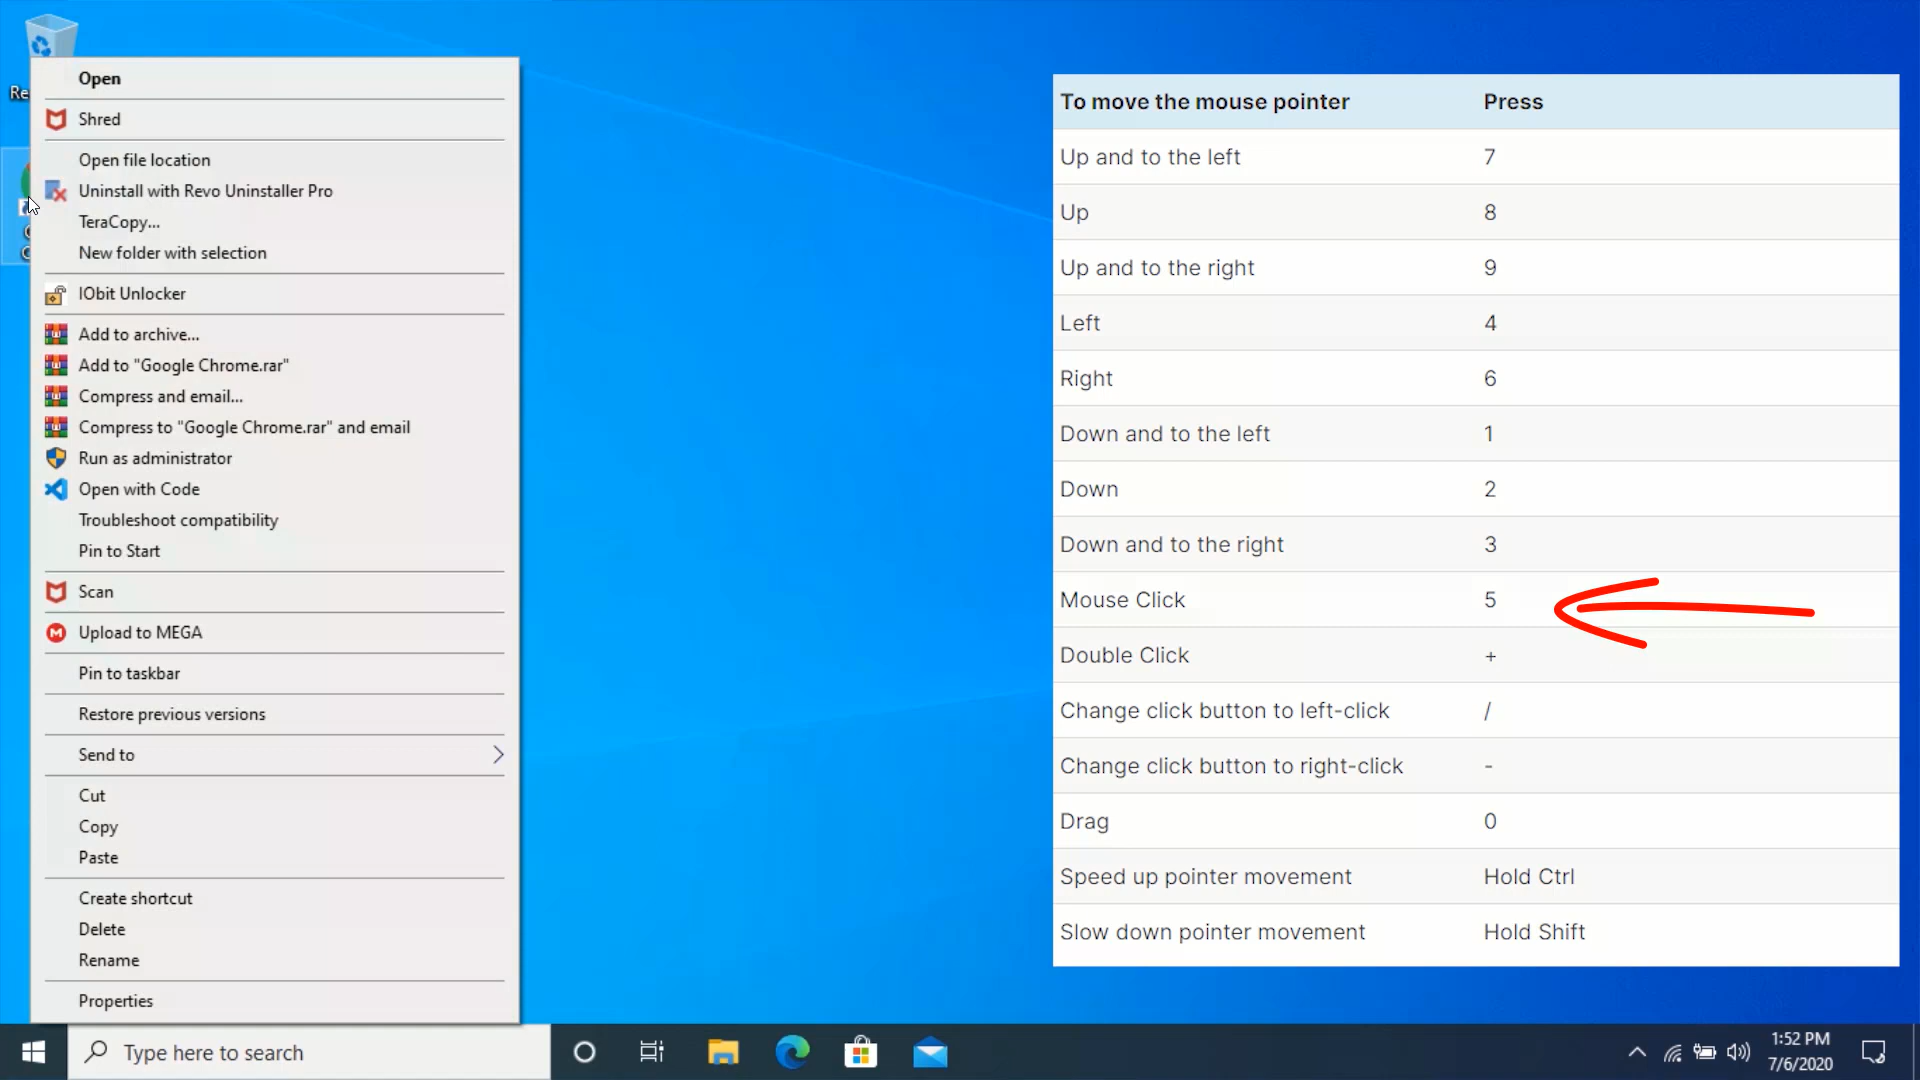 Re
Open
Shred
Open file location
Uninstall with Revo Uninstaller Pro
TeraCopy...
New folder with selection
IObit Unlocker
Add to archive...
Add to "Google Chrome.rar"
Compress and email...
Compress to "Google Chrome.rar" and email
Run as administrator
Open with Code
Troubleshoot compatibility
Pin to Start
Scan
Upload to MEGA
Pin to taskbar
Restore previous versions
Send to
Cut
Copy
Paste
Create shortcut
Delete
Rename
Properties
To move the mouse pointer Press
Up and to the left 7
Up 8
Up and to the right 9
Left 4
Right 6
Down and to the left 1
Down 2
Down and to the right 3
Mouse Click 5
Double Click +
Change click button to left-click /
Change click button to right-click -
Drag 0
Speed up pointer movement Hold Ctrl
Slow down pointer movement Hold Shift
Type here to search
1:52 PM
7/6/2020